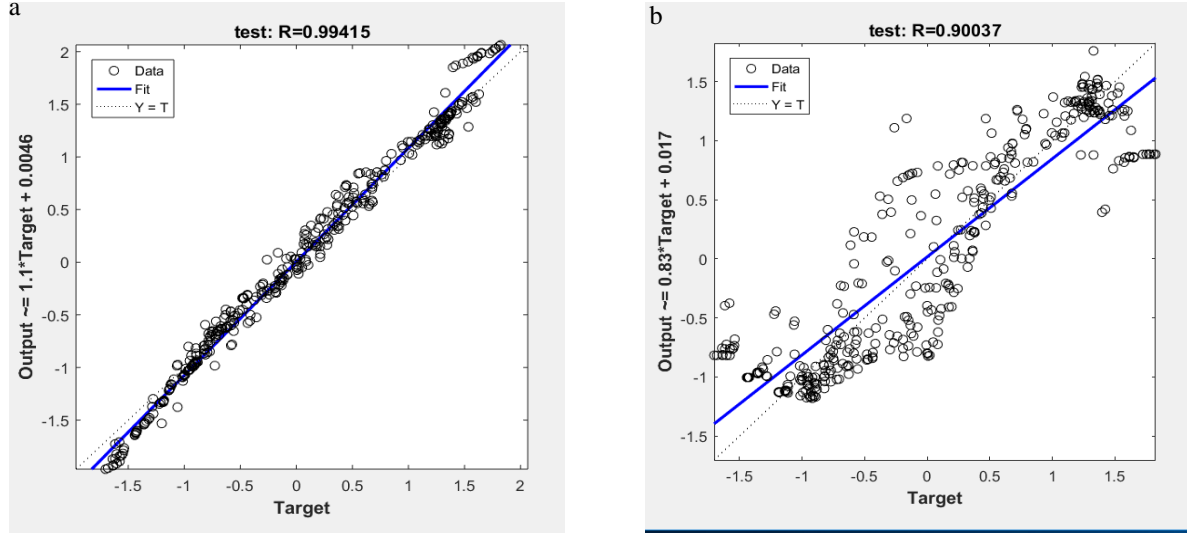 a
test: R=0.99415
Data
Fit
Y = T
2
1.5
1
0.5
0
-0.5
-1
-1.5
Output ~= 1.1*Target + 0.0046
-1.5 -1 -0.5 0 0.5 1 1.5 2
Target
b
test: R=0.90037
Data
Fit
Y = T
1.5
1
0.5
0
-0.5
-1
-1.5
Output ~= 0.83*Target + 0.017
-1.5 -1 -0.5 0 0.5 1 1.5
Target